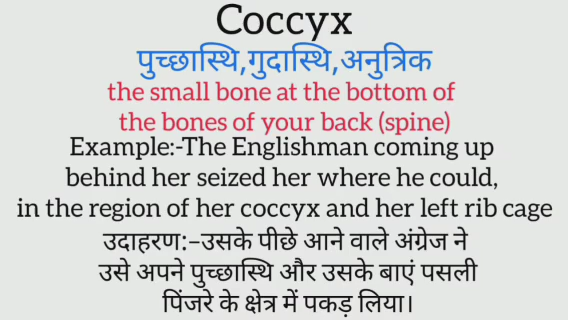 Coccyx
पुच्छास्थि,गुदास्थि,अनुत्रिक
the small bone at the bottom of
the bones of your back (spine)
Example:-The Englishman coming up
behind her seized her where he could,
in the region of her coccyx and her left rib cage
उदाहरण:–उसके पीछे आने वाले अंग्रेज ने
उसे अपने पुच्छास्थि और उसके बाएं पसली
पिंजरे के क्षेत्र में पकड़ लिया।